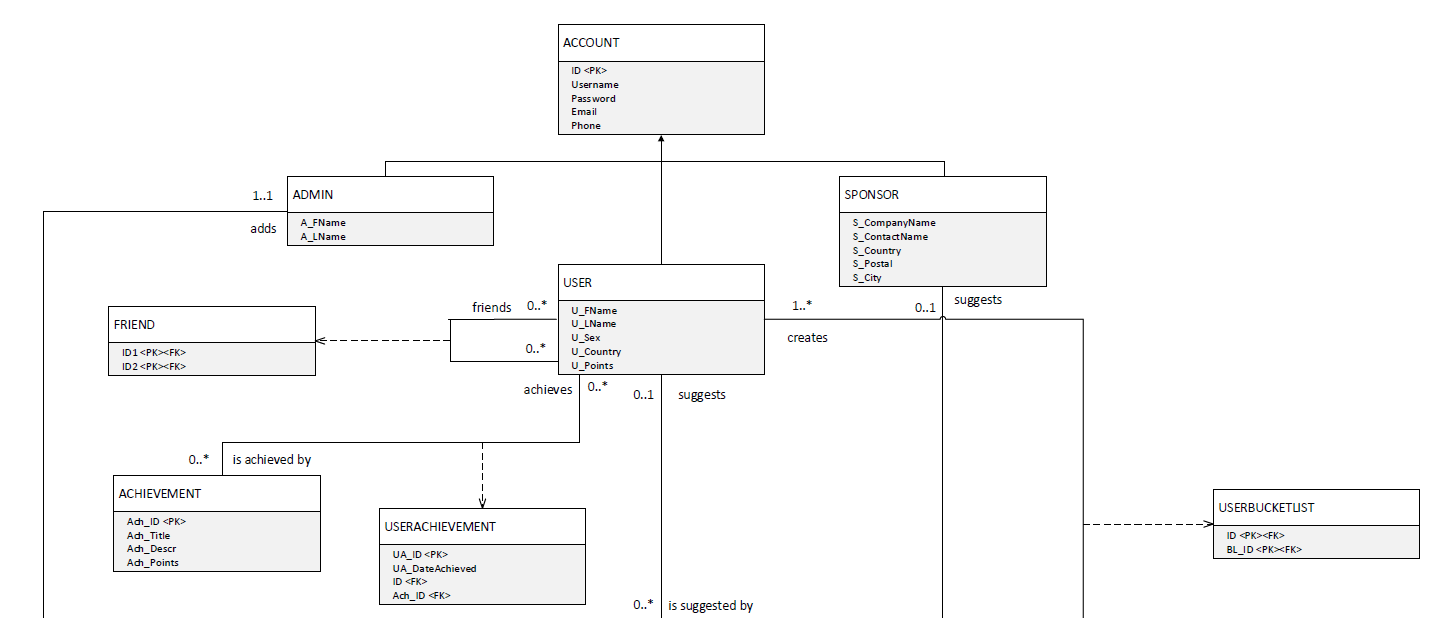 ACCOUNT
ID <PK>
Username
Password
Email
Phone
1..1
adds
ADMIN
A_FName
A_LName
SPONSOR
S_CompanyName
S_ContactName
S_Country
S_Postal
S_City
0..1
suggests
USER
U_FName
U_LName
U_Sex
U_Country
U_Points
friends
0..*
0..*
1..*
creates
FRIEND
ID1 <PK><FK>
ID2 <PK><FK>
achieves
0..*
0..1
suggests
0..*
is achieved by
ACHIEVEMENT
Ach_ID <PK>
Ach_Title
Ach_Descr
Ach_Points
USERACHIEVEMENT
UA_ID <PK>
UA_DateAchieved
ID <FK>
Ach_ID <FK>
USERBUCKETLIST
ID <PK><FK>
BL_ID <PK><FK>
0..*
is suggested by